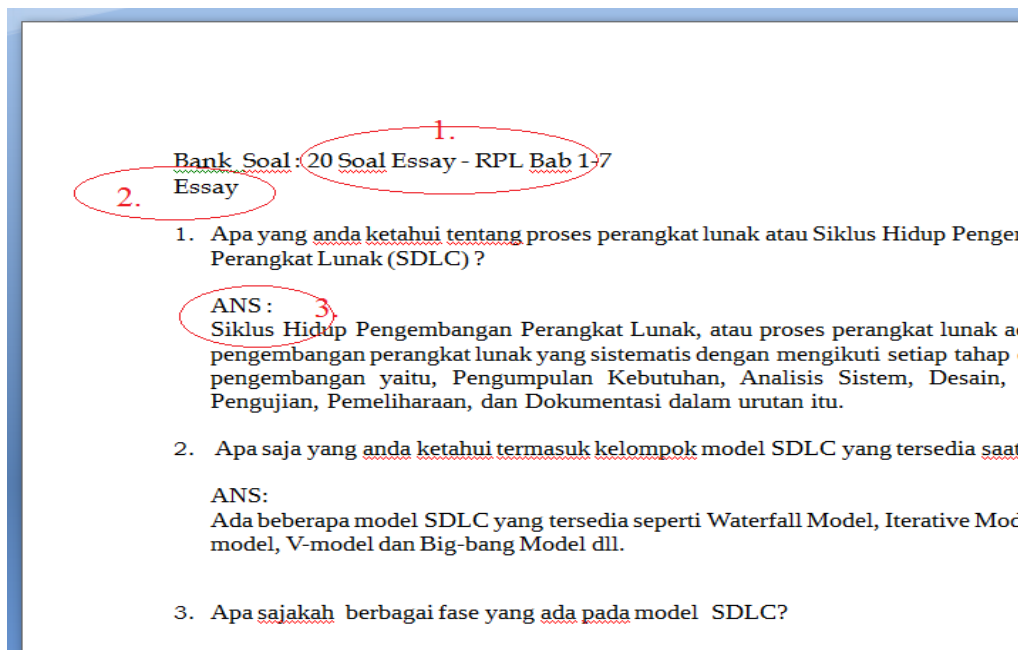 1.
Bank Soal : 20 Soal Essay - RPL Bab 1-7
2. Essay
1. Apa yang anda ketahui tentang proses perangkat lunak atau Siklus Hidup
Perangkat Lunak (SDLC) ?
ANS : 3.
Siklus Hidup Pengembangan Perangkat Lunak, atau proses perangkat lunak
pengembangan perangkat lunak yang sistematis dengan mengikuti setiap tahap
pengembangan yaitu, Pengumpulan Kebutuhan, Analisis Sistem, Desain,
Pengujian, Pemeliharaan, dan Dokumentasi dalam urutan itu.
2. Apa saja yang anda ketahui termasuk kelompok model SDLC yang tersedia saat
ANS:
Ada beberapa model SDLC yang tersedia seperti Waterfall Model, Iterative
model, V-model dan Big-bang Model dll.
3. Apa sajakah berbagai fase yang ada pada model SDLC?